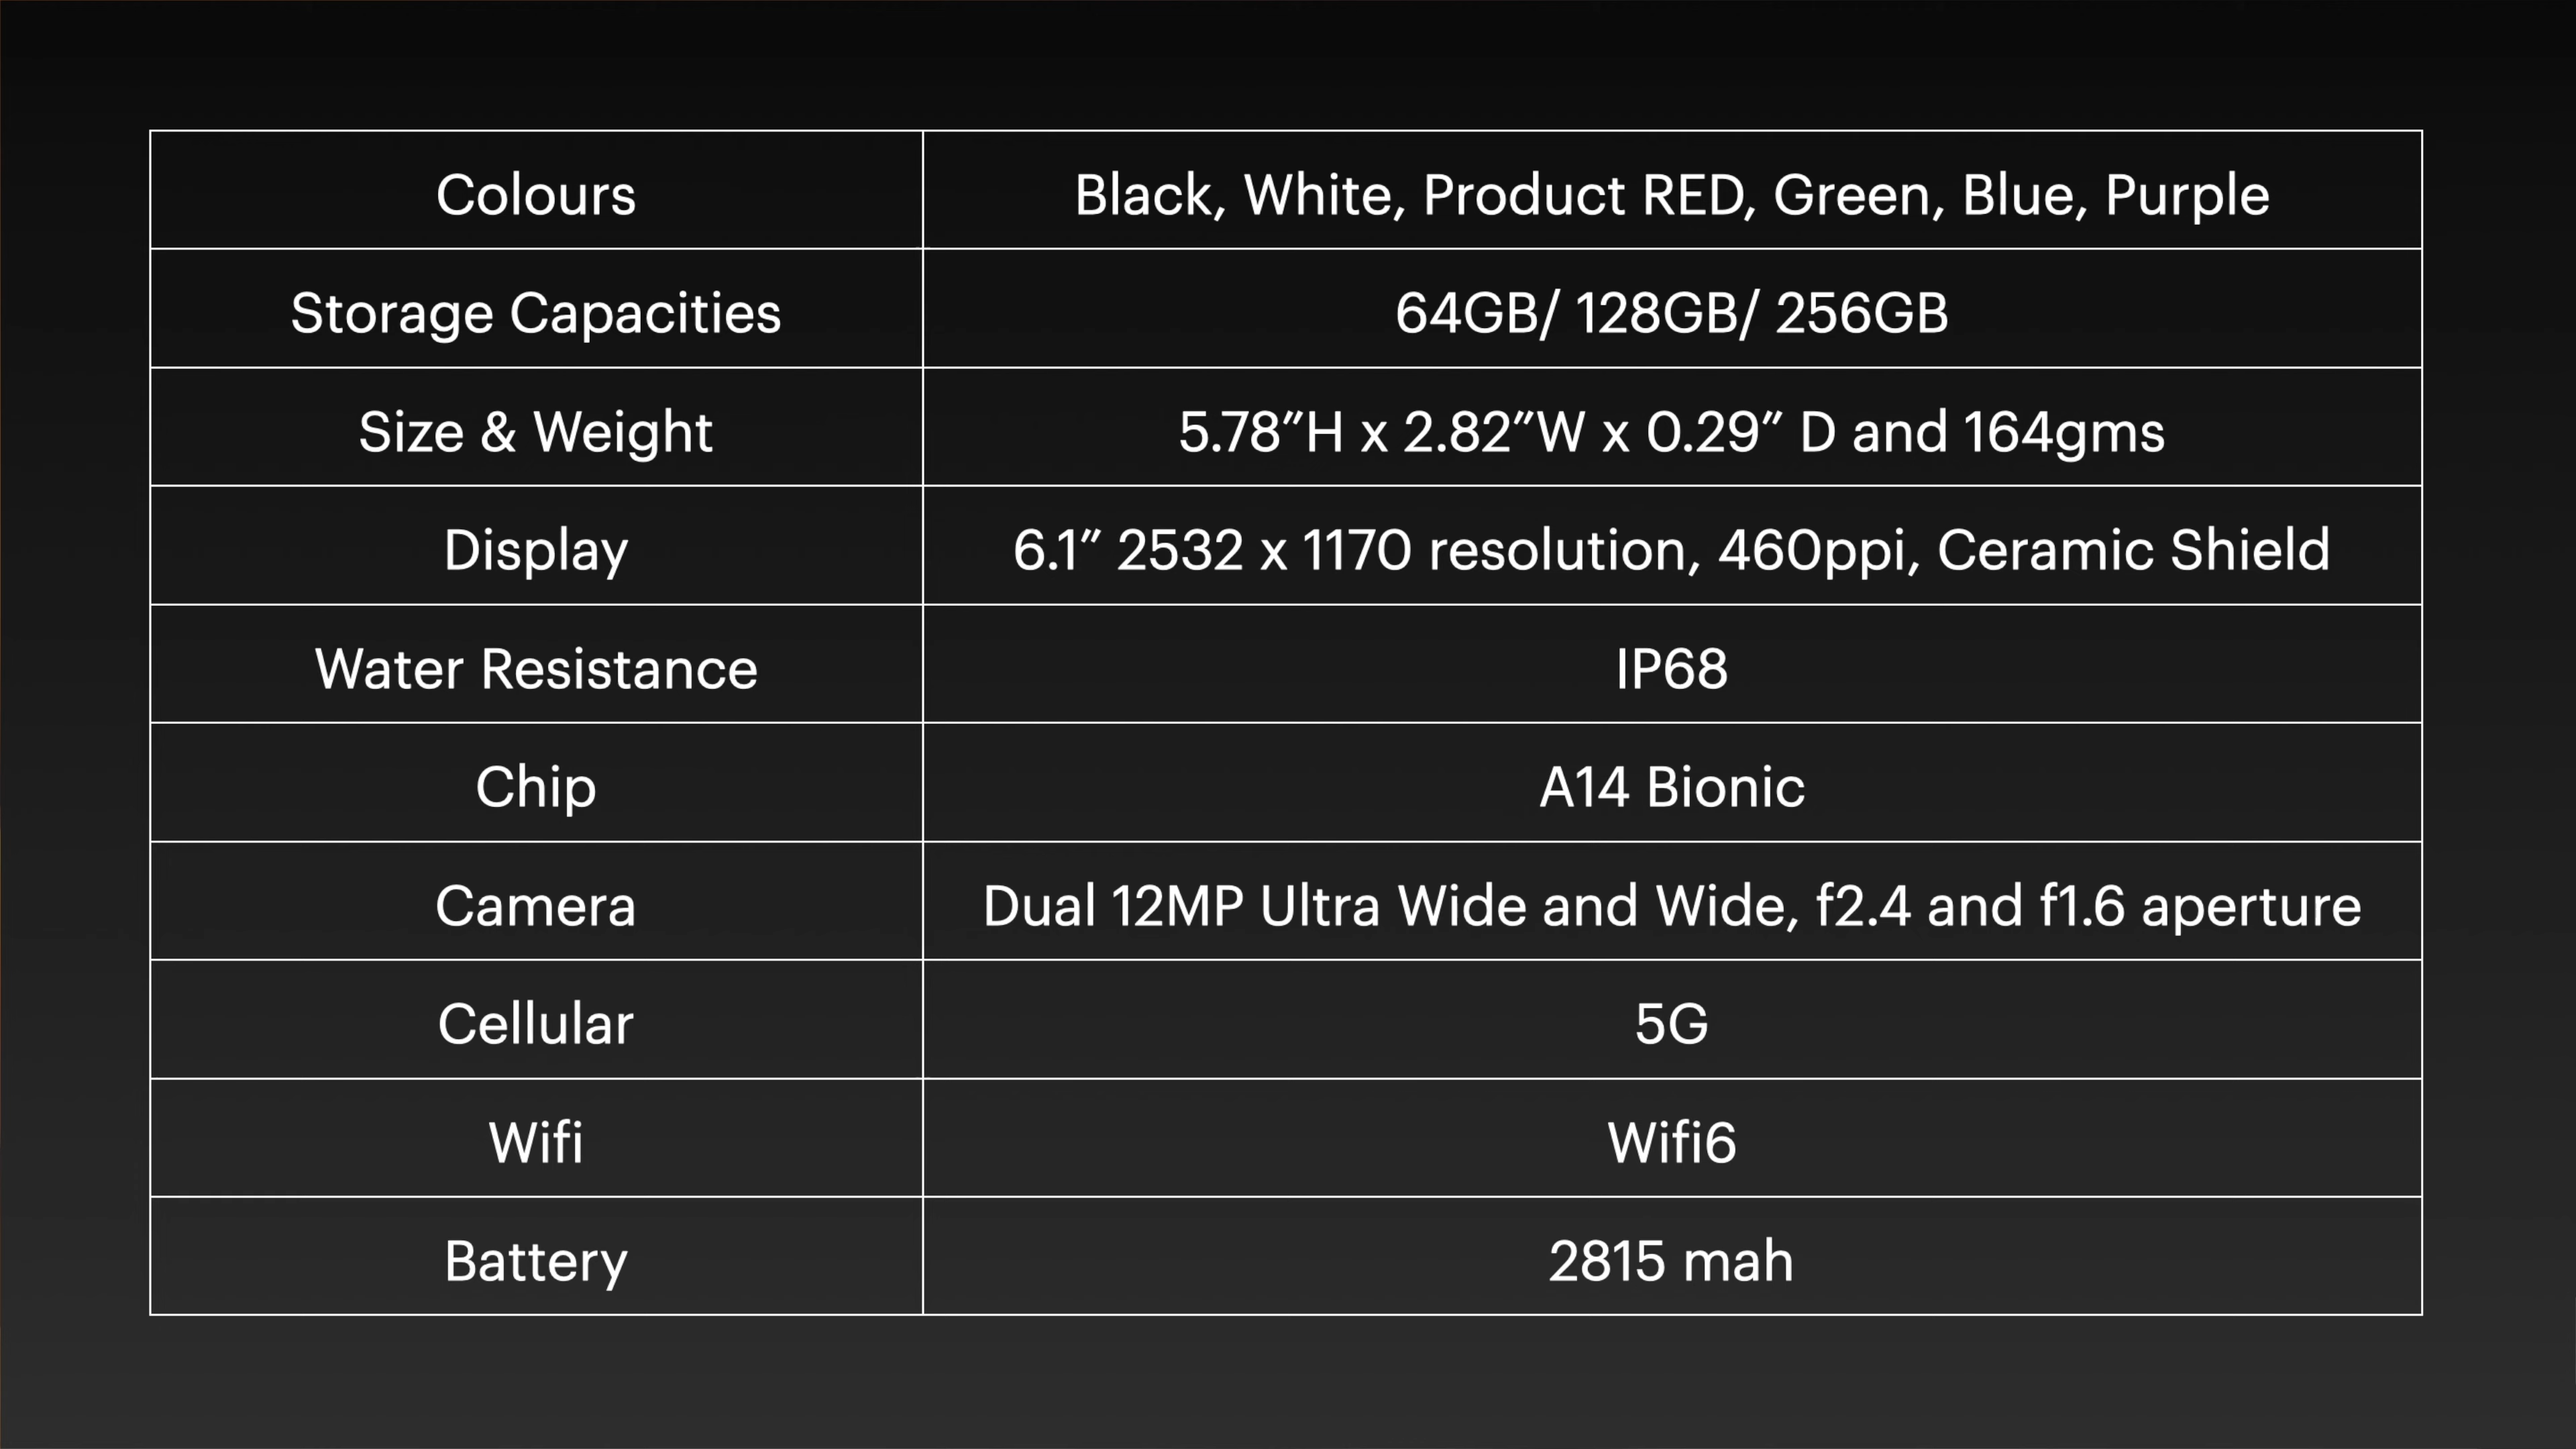 Colours Black, White, Product RED, Green, Blue, Purple
Storage Capacities 64GB/ 128GB/ 256GB
Size & Weight 5.78″H x 2.82″W x 0.29″ D and 164gms
Display 6.1″ 2532 x 1170 resolution, 460ppi, Ceramic Shield
Water Resistance IP68
Chip A14 Bionic
Camera Dual 12MP Ultra Wide and Wide, f2.4 and f1.6 aperture
Cellular 5G
Wifi Wifi6
Battery 2815 mah